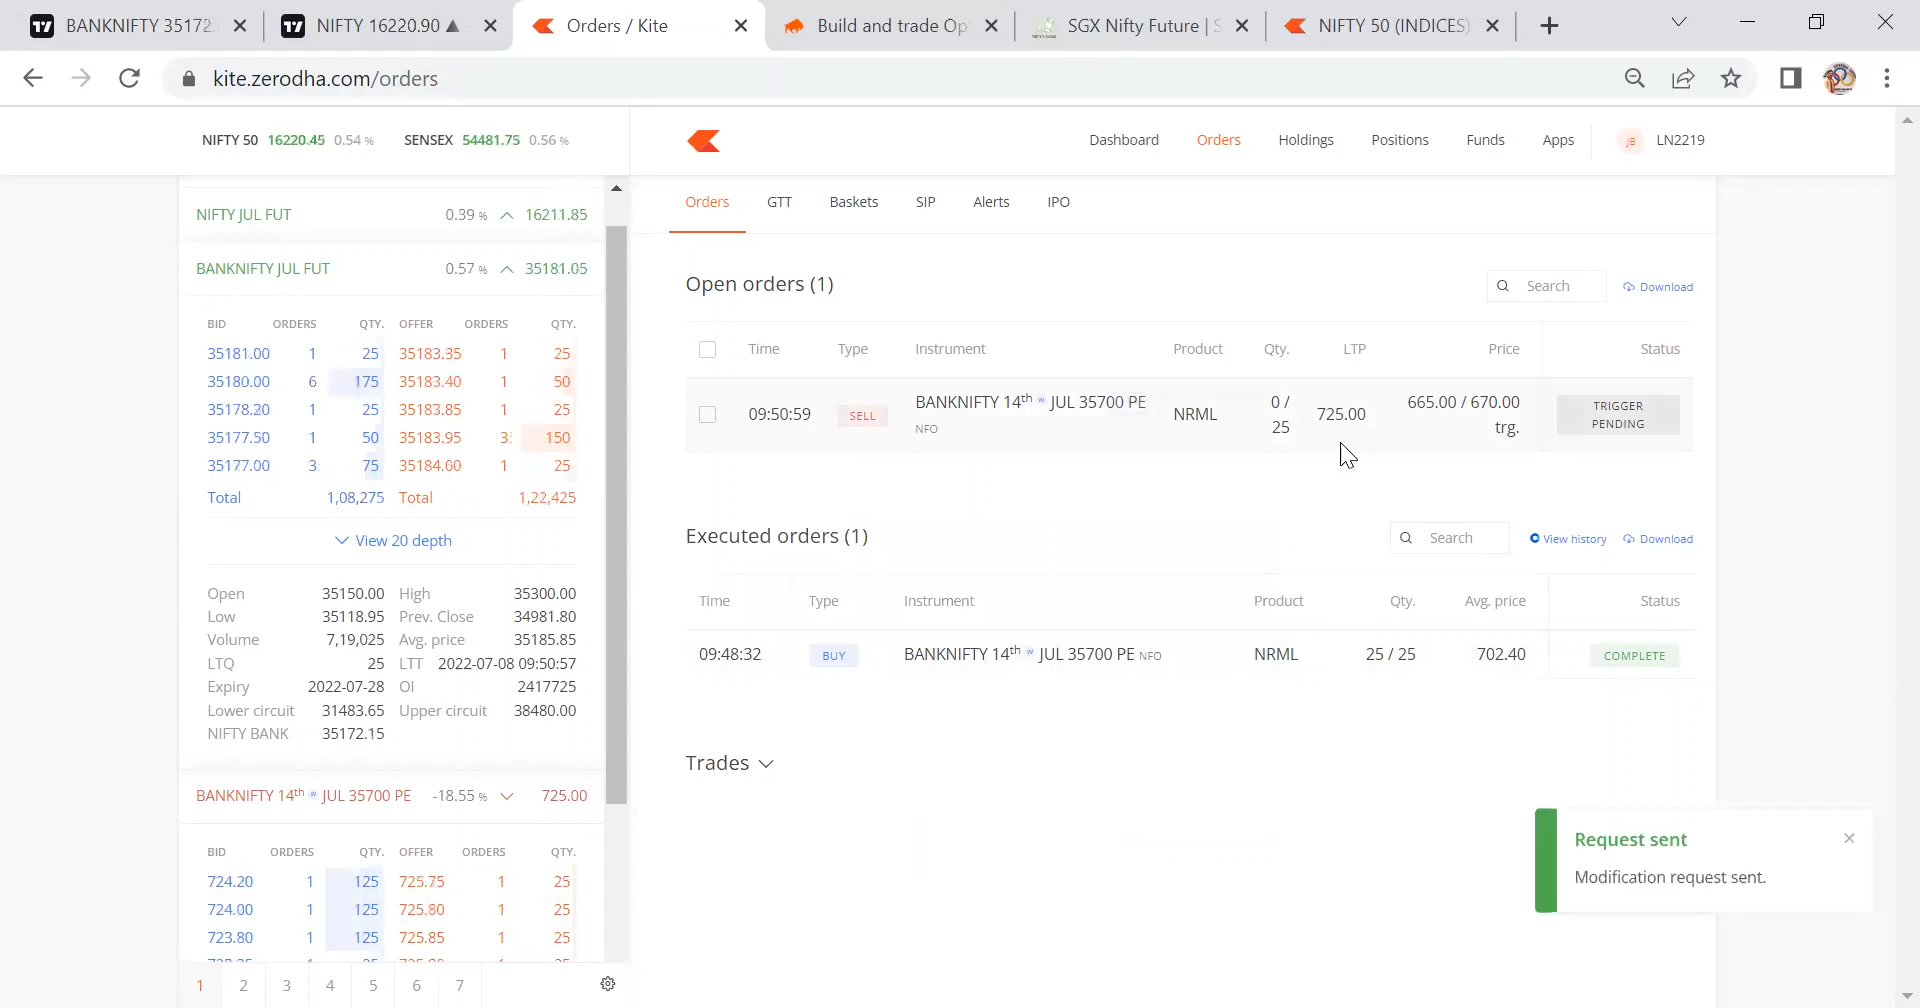 BANKNIFTY 35172
NIFTY 16220.90 ▲
Orders / Kite
Build and trade Op
SGX Nifty Future | S
NIFTY 50 (INDICES)
kite.zerodha.com/orders
NIFTY 50 16220.45 0.54 % SENSEX 54481.75 0.56 %
Dashboard Orders Holdings Positions Funds Apps JB LN2219
NIFTY JUL FUT 0.39 % 16211.85
BANKNIFTY JUL FUT 0.57 % 35181.05
BID ORDERS QTY. OFFER ORDERS QTY.
35181.00 1 25 35183.35 1 25
35180.00 6 175 35183.40 1 50
35178.20 1 25 35183.85 1 25
35177.50 1 50 35183.95 3 150
35177.00 3 75 35184.00 1 25
Total 1,08,275 Total 1,22,425
View 20 depth
Open 35150.00 High 35300.00
Low 35118.95 Prev. Close 34981.80
Volume 7,19,025 Avg. price 35185.85
LTQ 25 LTT 2022-07-08 09:50:57
Expiry 2022-07-28 OI 2417725
Lower circuit 31483.65 Upper circuit 38480.00
NIFTY BANK 35172.15
BANKNIFTY 14th w JUL 35700 PE -18.55 % 725.00
BID ORDERS QTY. OFFER ORDERS QTY.
724.20 1 125 725.75 1 25
724.00 1 125 725.80 1 25
723.80 1 125 725.85 1 25
1 2 3 4 5 6 7
Orders GTT Baskets SIP Alerts IPO
Open orders (1)
Search Download
Time Type Instrument Product Qty. LTP Price Status
09:50:59 SELL BANKNIFTY 14th w JUL 35700 PE NFO NRML 0 / 25 725.00 665.00 / 670.00 trg. TRIGGER PENDING
Executed orders (1)
Search View history Download
Time Type Instrument Product Qty. Avg. price Status
09:48:32 BUY BANKNIFTY 14th w JUL 35700 PE NFO NRML 25 / 25 702.40 COMPLETE
Trades
Request sent
Modification request sent.